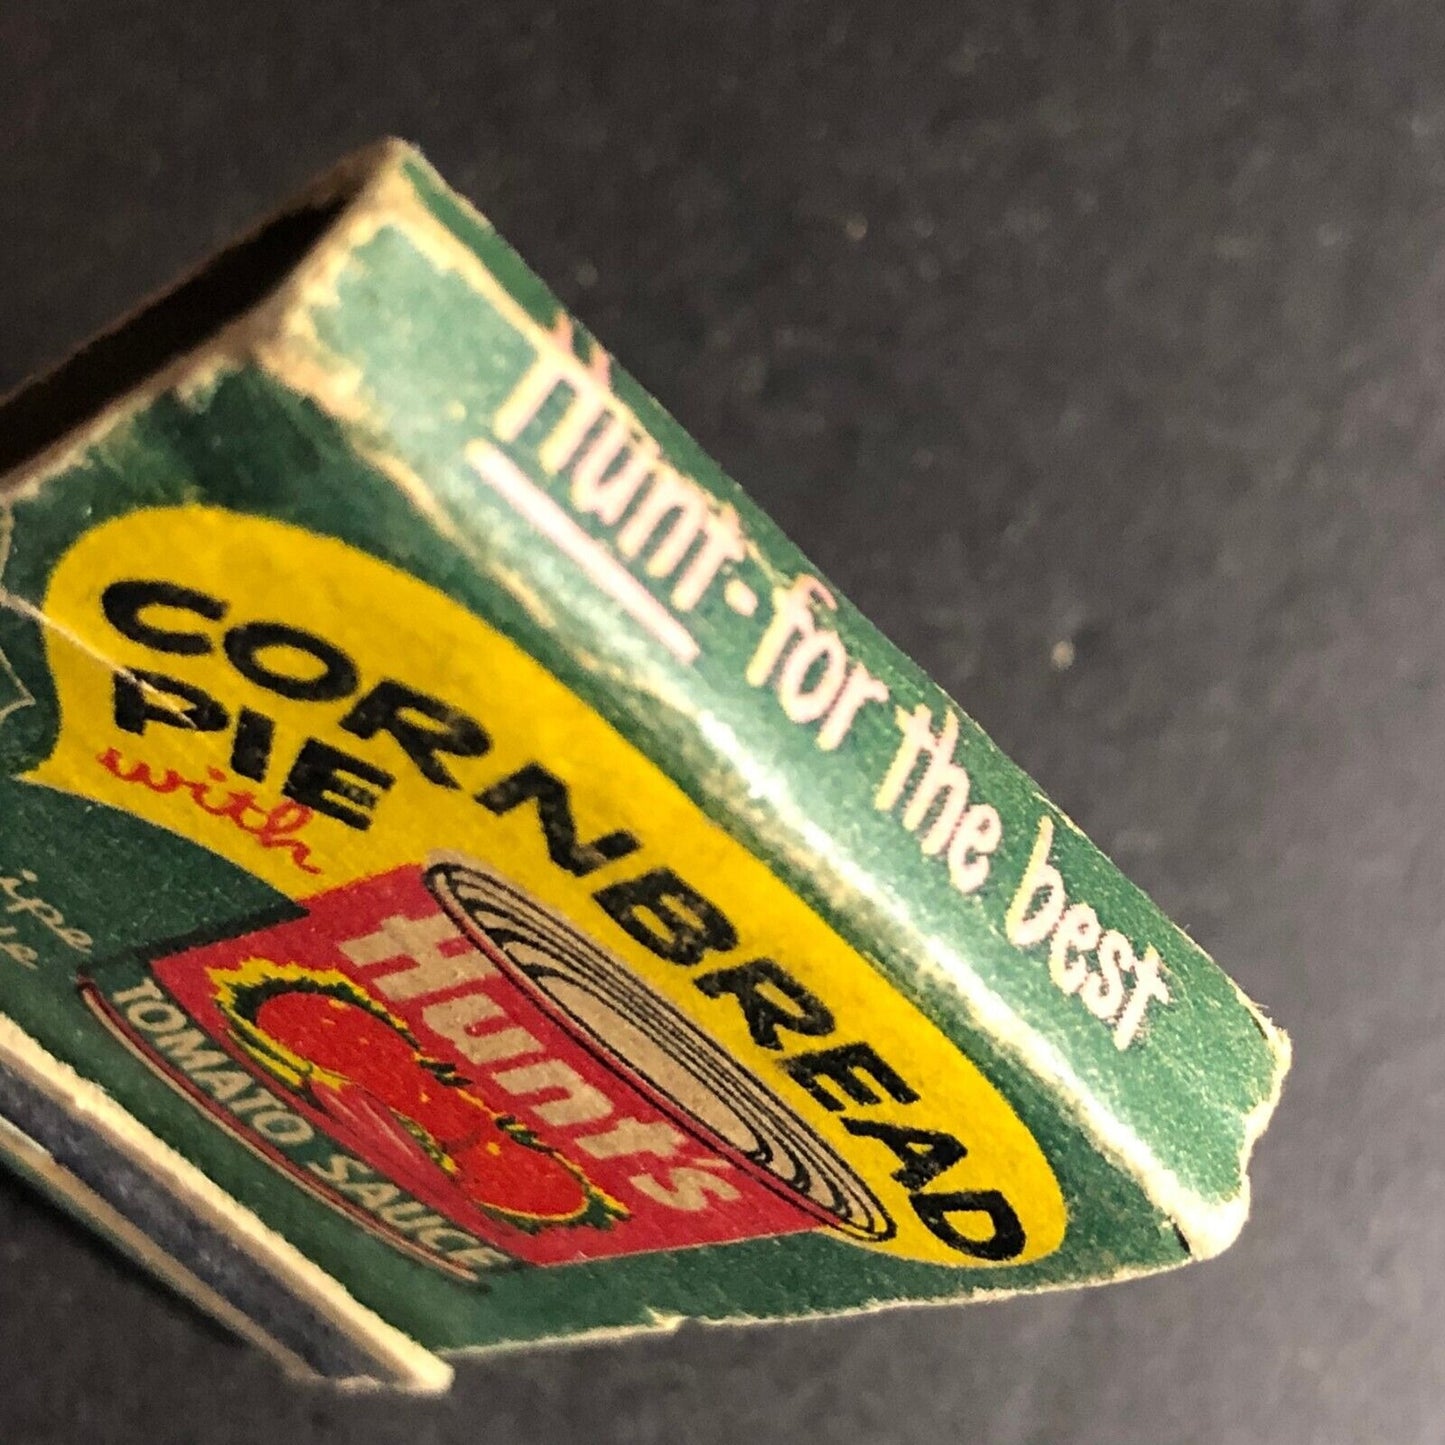 Hunt-for the best
CORNBREAD
PIE
with
Hunt's
TOMATO SAUCE